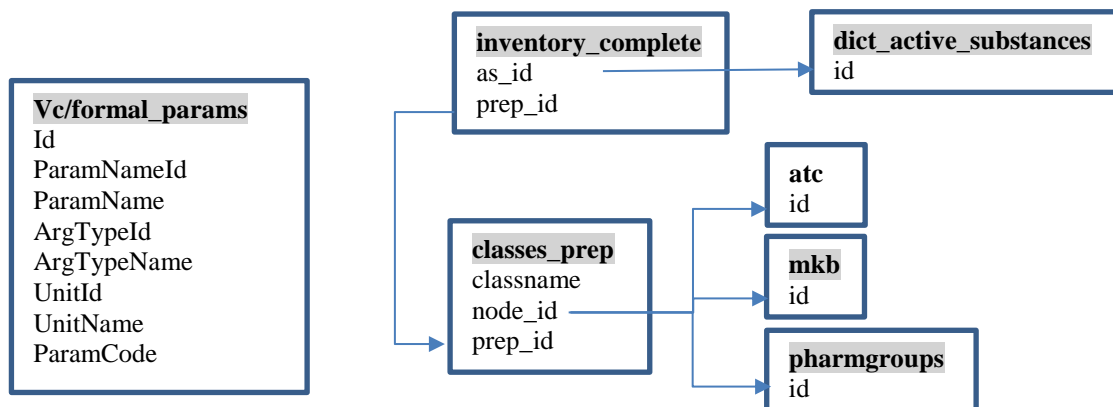 Vc/formal_params
Id
ParamNameId
ParamName
ArgTypeId
ArgTypeName
UnitId
UnitName
ParamCode
inventory_complete
as_id
prep_id
dict_active_substances
id
classes_prep
classname
node_id
prep_id
atc
id
mkb
id
pharmgroups
id